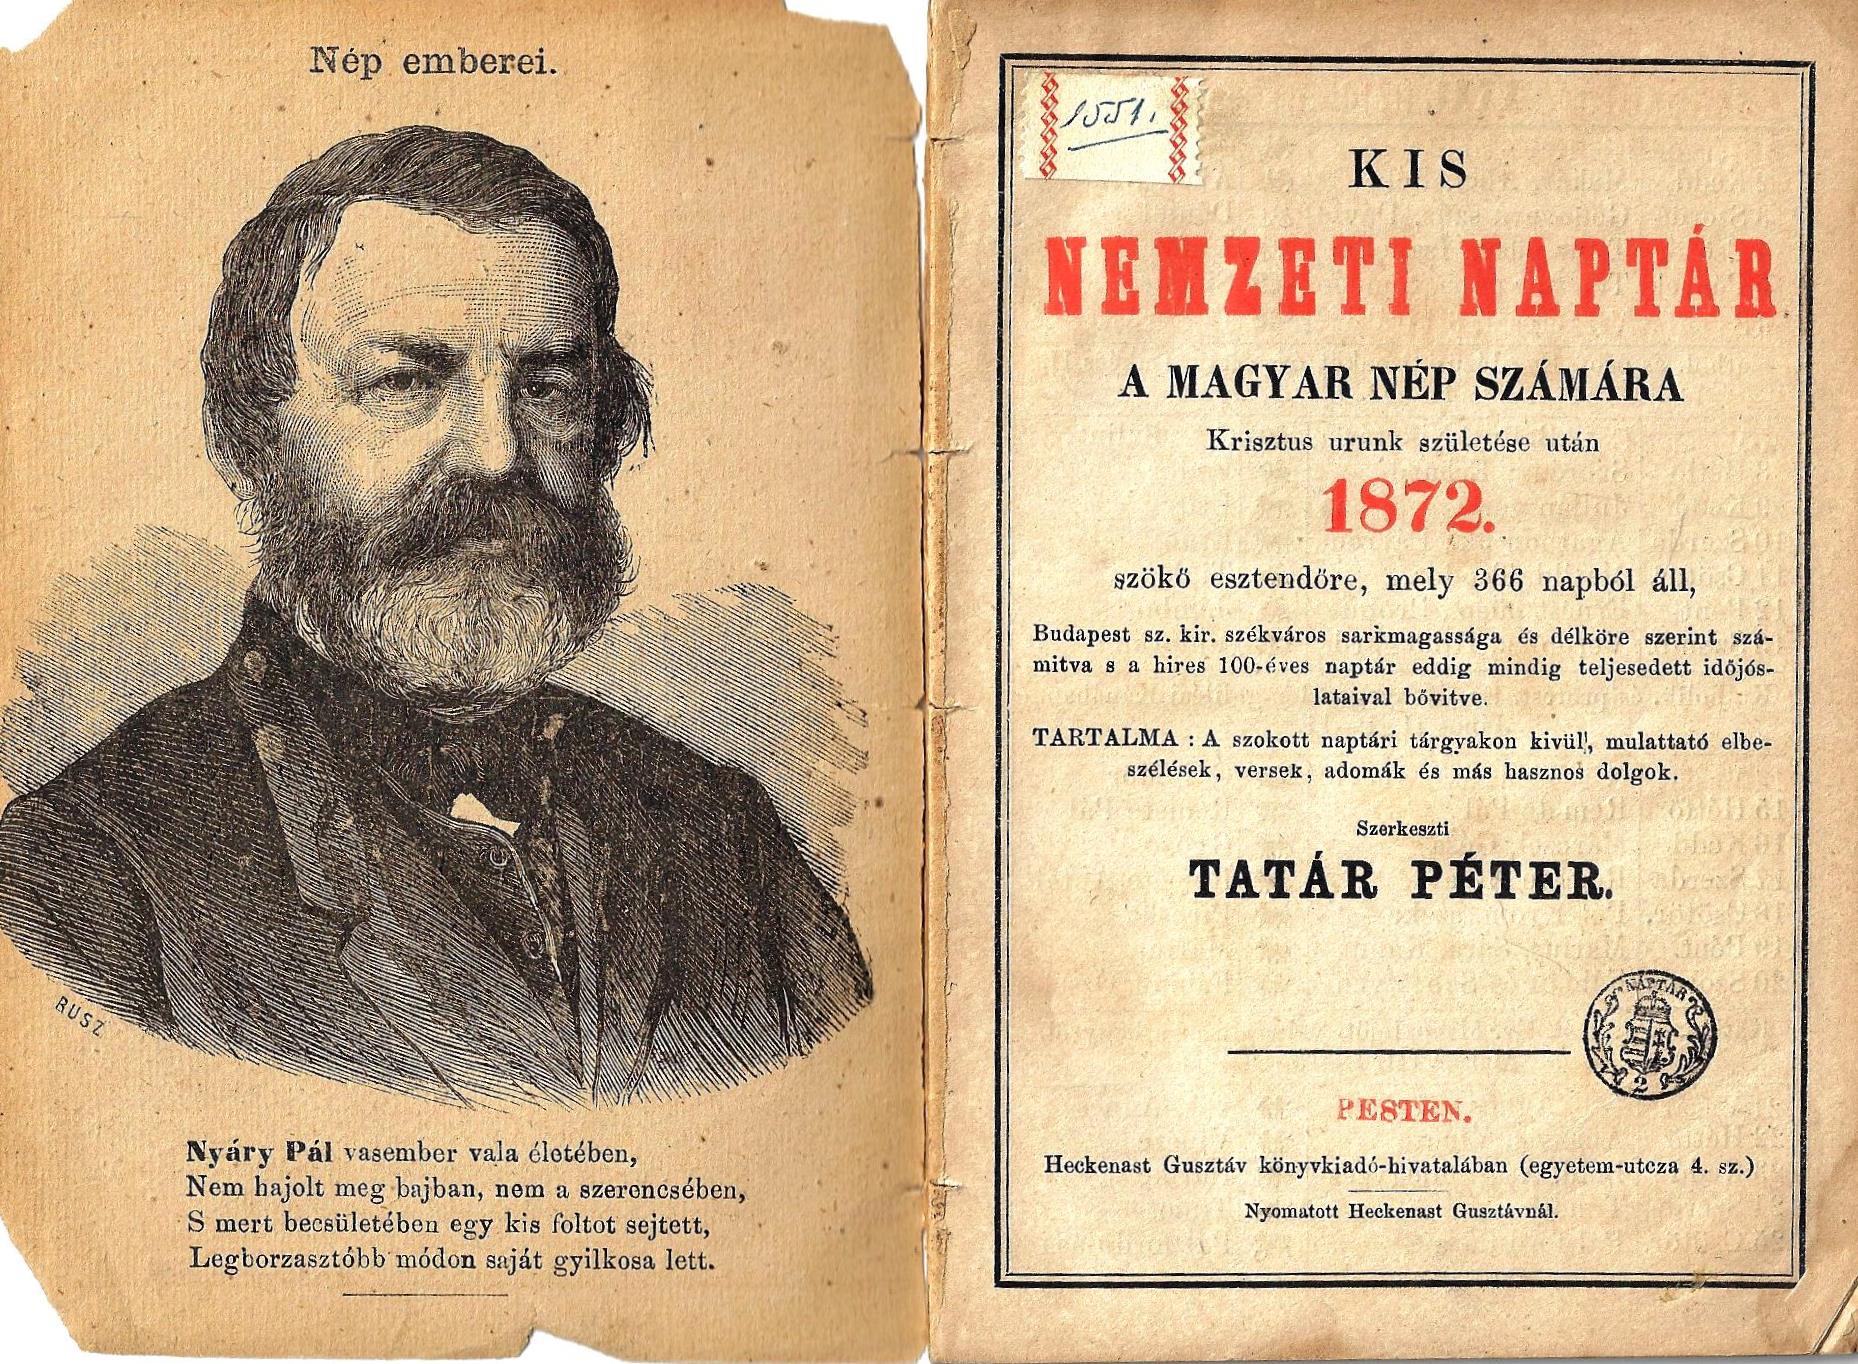 Nép emberei.
RUSZ
Nyáry Pál vasember vala életében,
Nem hajolt meg bajban, nem a szerencsében,
S mert becsületében egy kis foltot sejtett,
Legborzasztóbb módon saját gyilkosa lett.
1551.
KIS
NEMZETI NAPTÁR
A MAGYAR NÉP SZÁMÁRA
Krisztus urunk születése után
1872.
szökő esztendőre, mely 366 napból áll,
Budapest sz. kir. székváros sarkmagassága és délköre szerint szá-
mitva s a hires 100-éves naptár eddig mindig teljesedett időjós-
lataival bővitve.
TARTALMA : A szokott naptári tárgyakon kivül, mulattató elbe-
szélések, versek, adomák és más hasznos dolgok.
Szerkeszti
TATÁR PÉTER.
NAPTÁR
2
PESTEN.
Heckenast Gusztáv könyvkiadó-hivatalában (egyetem-utcza 4. sz.)
Nyomatott Heckenast Gusztávnál.